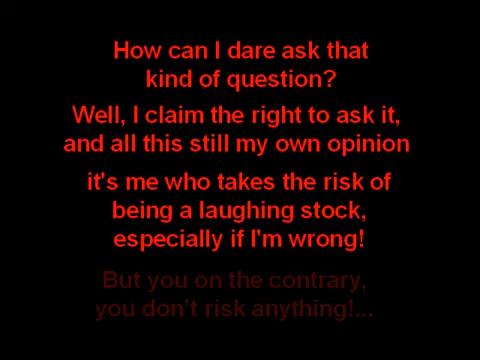 How can I dare ask that
kind of question?
Well, I claim the right to ask it,
and all this still my own opinion
it's me who takes the risk of
being a laughing stock,
especially if I'm wrong!
But you on the contrary,
you don't risk anything!...